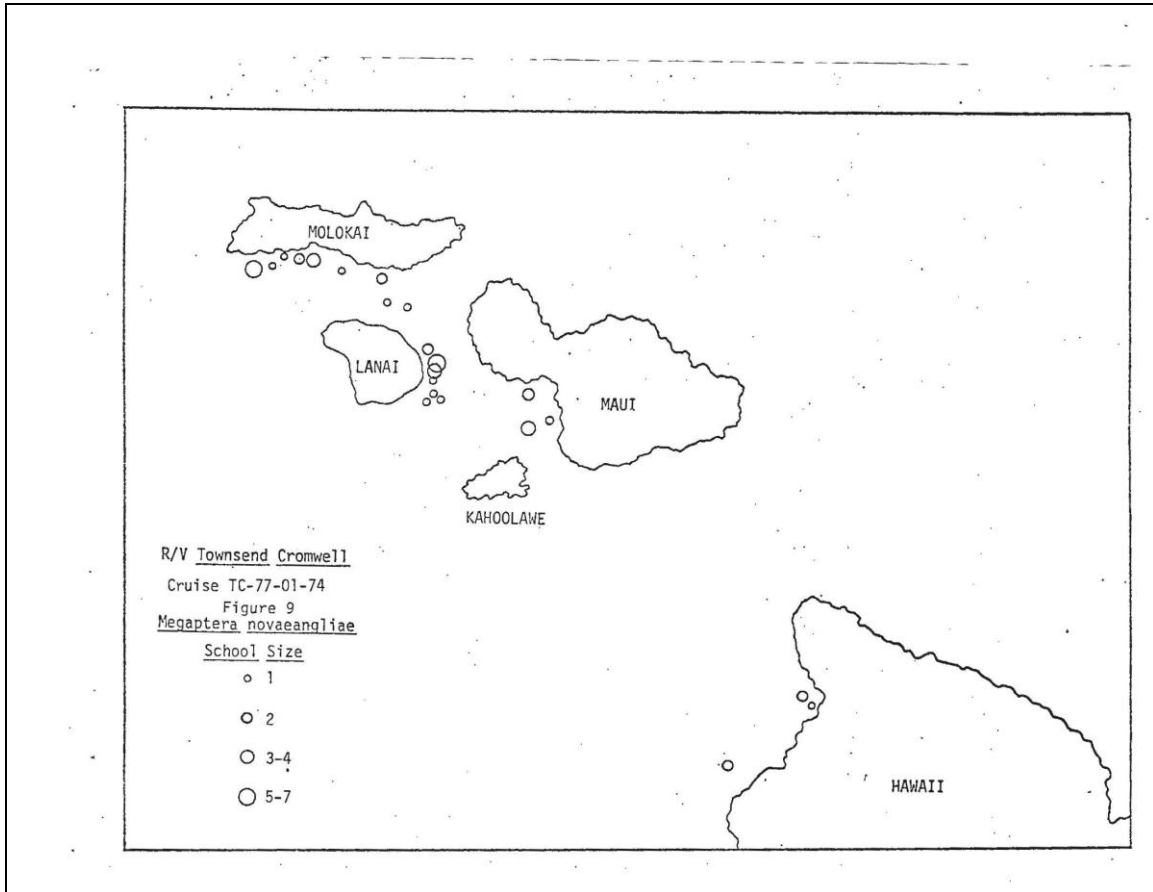 MOLOKAI
LANAI
MAUI
KAHOOLAWE
R/V Townsend Cromwell
Cruise TC-77-01-74
Figure 9
Megaptera novaeangliae
School Size
1
2
3-4
5-7
HAWAII